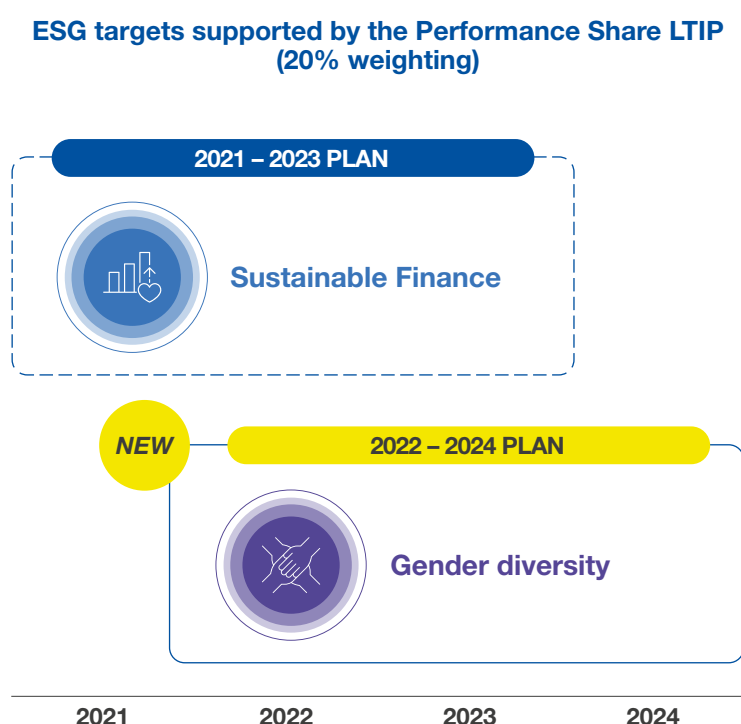 ESG targets supported by the Performance Share LTIP
(20% weighting)
2021 – 2023 PLAN
Sustainable Finance
NEW
2022 – 2024 PLAN
Gender diversity
2021 2022 2023 2024